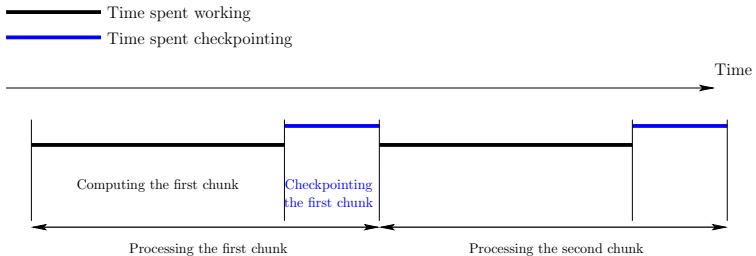 Time spent working
Time spent checkpointing
Time
Computing the first chunk
Checkpointing
the first chunk
Processing the first chunk
Processing the second chunk